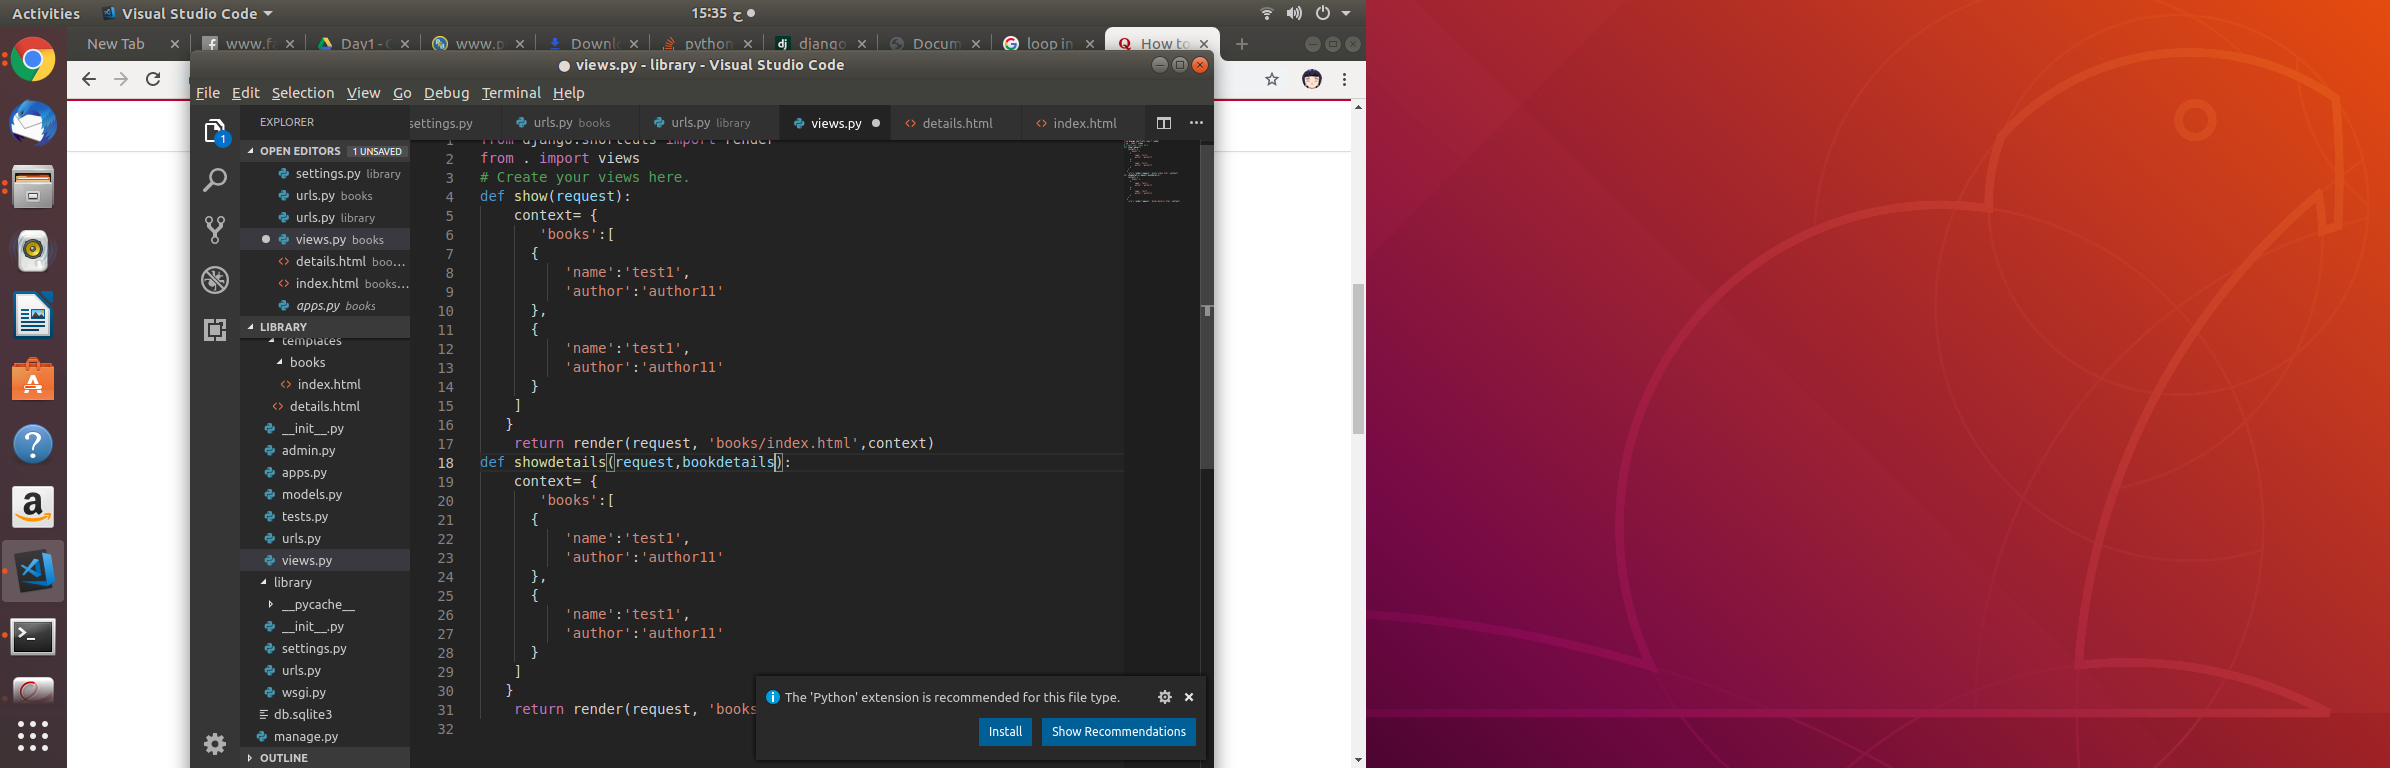 Activities Visual Studio Code 15:35 ج
New Tab www.fa Day1 - C www.p Downlo python django Docum loop in How to
views.py - library - Visual Studio Code
File Edit Selection View Go Debug Terminal Help
EXPLORER
settings.py urls.py books urls.py library views.py details.html index.html
OPEN EDITORS 1 UNSAVED
settings.py library
urls.py books
urls.py library
views.py books
details.html boo...
index.html books...
apps.py books
LIBRARY
templates
books
index.html
details.html
__init__.py
admin.py
apps.py
models.py
tests.py
urls.py
views.py
library
__pycache__
__init__.py
settings.py
urls.py
wsgi.py
db.sqlite3
manage.py
OUTLINE
1 from django.shortcuts import render
2 from . import views
3 # Create your views here.
4 def show(request):
5 context= {
6 'books':[
7 {
8 'name':'test1',
9 'author':'author11'
10 },
11 {
12 'name':'test1',
13 'author':'author11'
14 }
15 ]
16 }
17 return render(request, 'books/index.html',context)
18 def showdetails(request,bookdetails):
19 context= {
20 'books':[
21 {
22 'name':'test1',
23 'author':'author11'
24 },
25 {
26 'name':'test1',
27 'author':'author11'
28 }
29 ]
30 }
31 return render(request, 'books
32
The 'Python' extension is recommended for this file type.
Install Show Recommendations